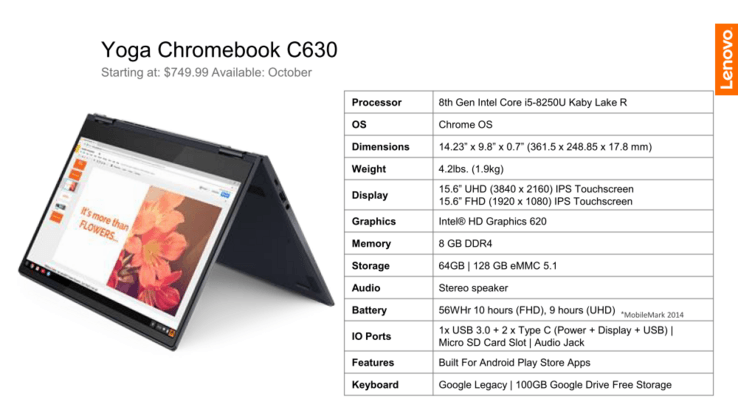 Yoga Chromebook C630
Starting at: $749.99 Available: October
Lenovo
It's more than
FLOWERS...
Processor 8th Gen Intel Core i5-8250U Kaby Lake R
OS Chrome OS
Dimensions 14.23” x 9.8” x 0.7” (361.5 x 248.85 x 17.8 mm)
Weight 4.2lbs. (1.9kg)
Display 15.6” UHD (3840 x 2160) IPS Touchscreen
15.6” FHD (1920 x 1080) IPS Touchscreen
Graphics Intel® HD Graphics 620
Memory 8 GB DDR4
Storage 64GB | 128 GB eMMC 5.1
Audio Stereo speaker
Battery 56WHr 10 hours (FHD), 9 hours (UHD) *MobileMark 2014
IO Ports 1x USB 3.0 + 2 x Type C (Power + Display + USB) |
Micro SD Card Slot | Audio Jack
Features Built For Android Play Store Apps
Keyboard Google Legacy | 100GB Google Drive Free Storage